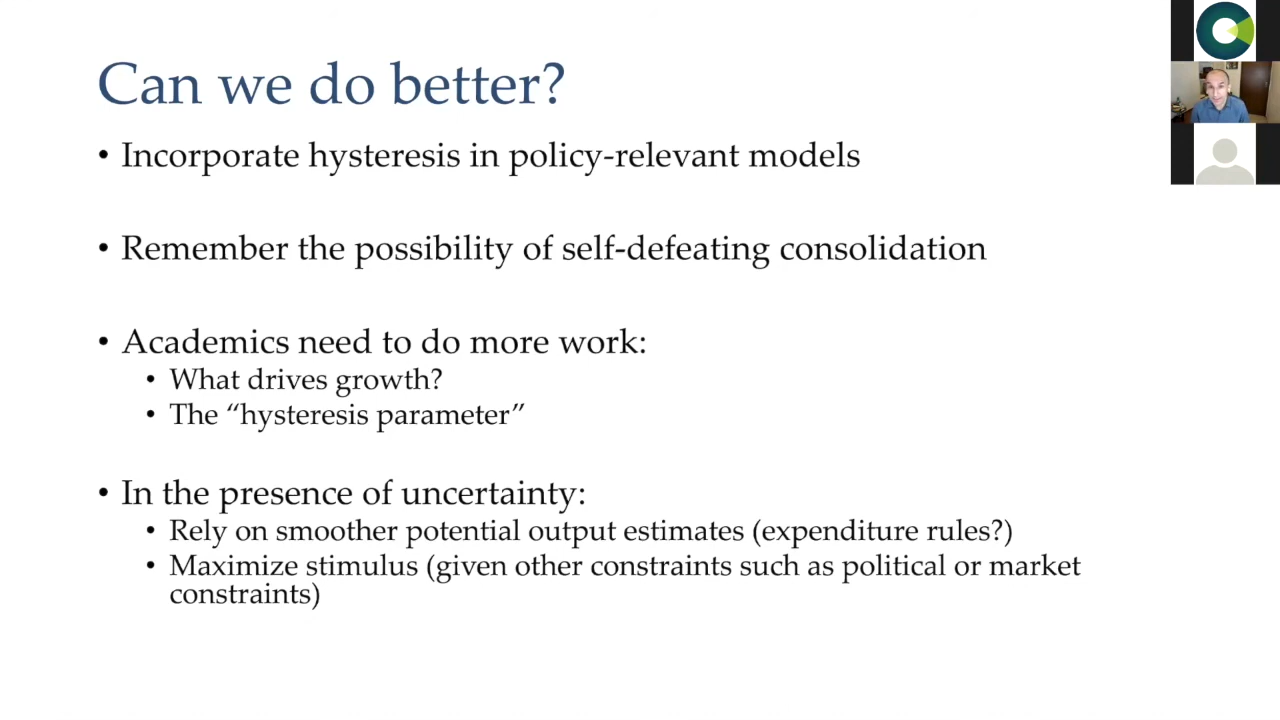 Can we do better?
• Incorporate hysteresis in policy-relevant models
• Remember the possibility of self-defeating consolidation
• Academics need to do more work:
• What drives growth?
• The “hysteresis parameter”
• In the presence of uncertainty:
• Rely on smoother potential output estimates (expenditure rules?)
• Maximize stimulus (given other constraints such as political or market
constraints)